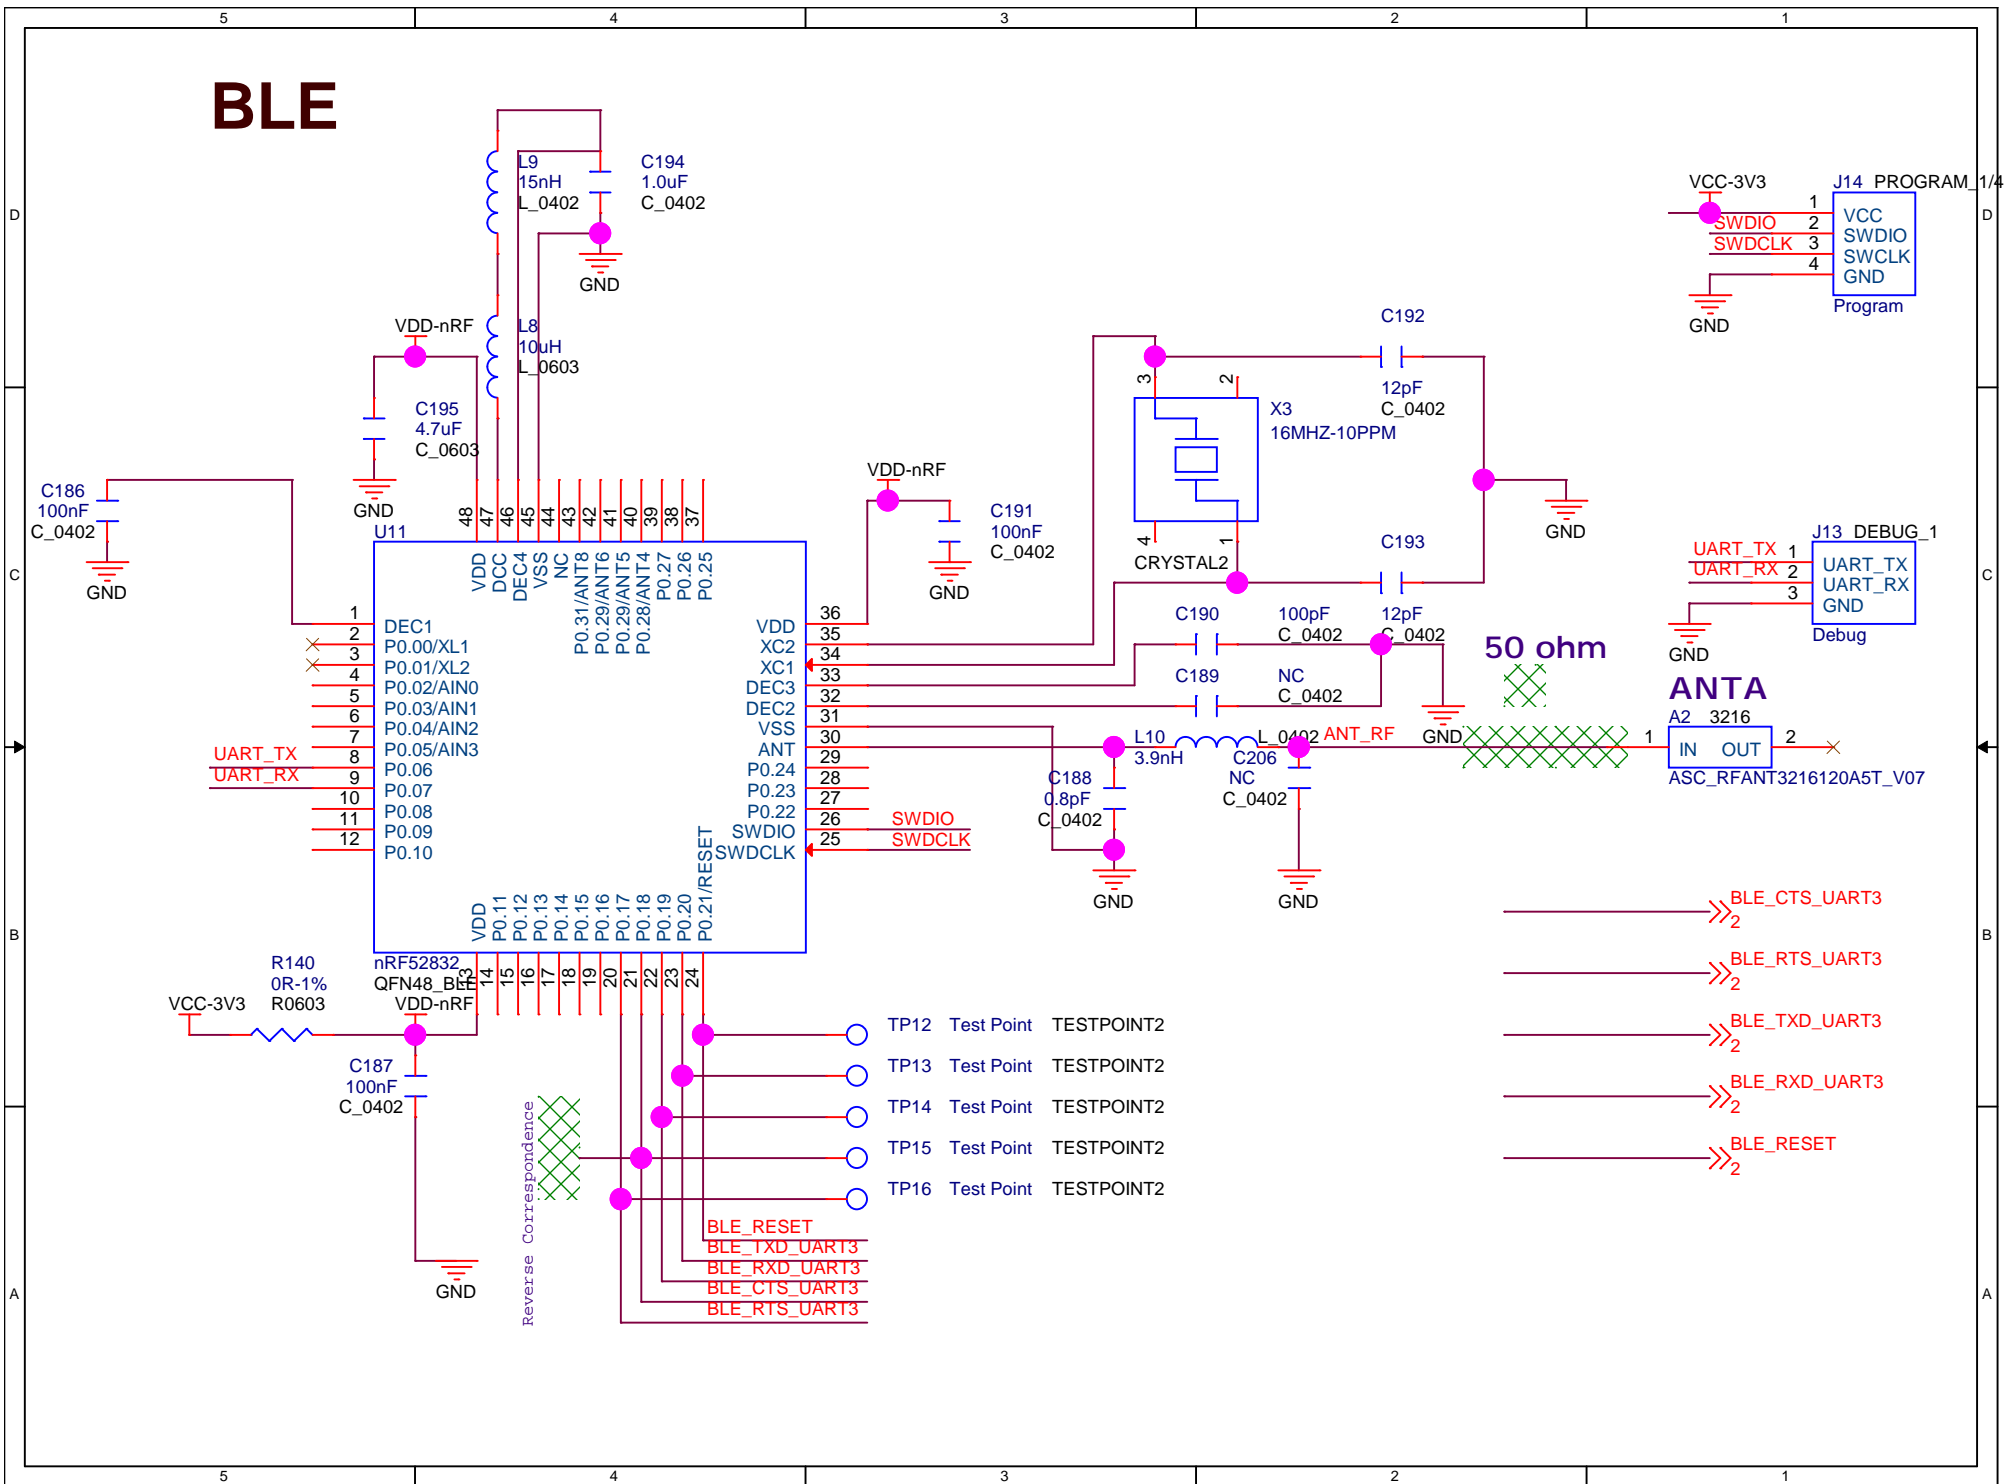 5 4 3 2 1
BLE
D
D
L9
15nH
L_0402
C194
1.0uF
C_0402
GND
VCC-3V3
J14 PROGRAM_1/4
1 VCC
SWDIO 2 SWDIO
SWDCLK 3 SWCLK
4 GND
GND
Program
VDD-nRF
L8
10uH
L_0603
C195
4.7uF
C_0603
GND
C192
12pF
C_0402
3
2
X3
16MHZ-10PPM
4
1
CRYSTAL2
GND
C193
12pF
C_0402
C186
100nF
C_0402
GND
VDD-nRF
C191
100nF
C_0402
GND
J13 DEBUG_1
UART_TX 1 UART_TX
UART_RX 2 UART_RX
3 GND
GND
Debug
C
C
U11
48 47 46 45 44 43 42 41 40 39 38 37
VDD
DCC
DEC4
VSS
NC
P0.31/ANT8
P0.29/ANT6
P0.29/ANT5
P0.28/ANT4
P0.27
P0.26
P0.25
1 DEC1
2 P0.00/XL1
3 P0.01/XL2
4 P0.02/AIN0
5 P0.03/AIN1
6 P0.04/AIN2
7 P0.05/AIN3
UART_TX 8 P0.06
UART_RX 9 P0.07
10 P0.08
11 P0.09
12 P0.10
VDD 36
XC2 35
XC1 34
DEC3 33
DEC2 32
VSS 31
ANT 30
P0.24 29
P0.23 28
P0.22 27
SWDIO 26 SWDIO
SWDCLK 25 SWDCLK
VDD
P0.11
P0.12
P0.13
P0.14
P0.15
P0.16
P0.17
P0.18
P0.19
P0.20
P0.21/RESET
13 14 15 16 17 18 19 20 21 22 23 24
nRF52832
QFN48_BLE
C190
100pF
C_0402
C189
NC
C_0402
GND
L10
3.9nH
L_0402
ANT_RF
C188
0.8pF
C_0402
GND
C206
NC
C_0402
GND
50 ohm
ANTA
A2 3216
1 IN OUT 2
ASC_RFANT3216120A5T_V07
B
B
R140
0R-1%
R0603
VCC-3V3
VDD-nRF
C187
100nF
C_0402
GND
Reverse Correspondence
TP12 Test Point TESTPOINT2
TP13 Test Point TESTPOINT2
TP14 Test Point TESTPOINT2
TP15 Test Point TESTPOINT2
TP16 Test Point TESTPOINT2
BLE_RESET
BLE_TXD_UART3
BLE_RXD_UART3
BLE_CTS_UART3
BLE_RTS_UART3
BLE_CTS_UART3
2
BLE_RTS_UART3
2
BLE_TXD_UART3
2
BLE_RXD_UART3
2
BLE_RESET
2
A
A
5 4 3 2 1